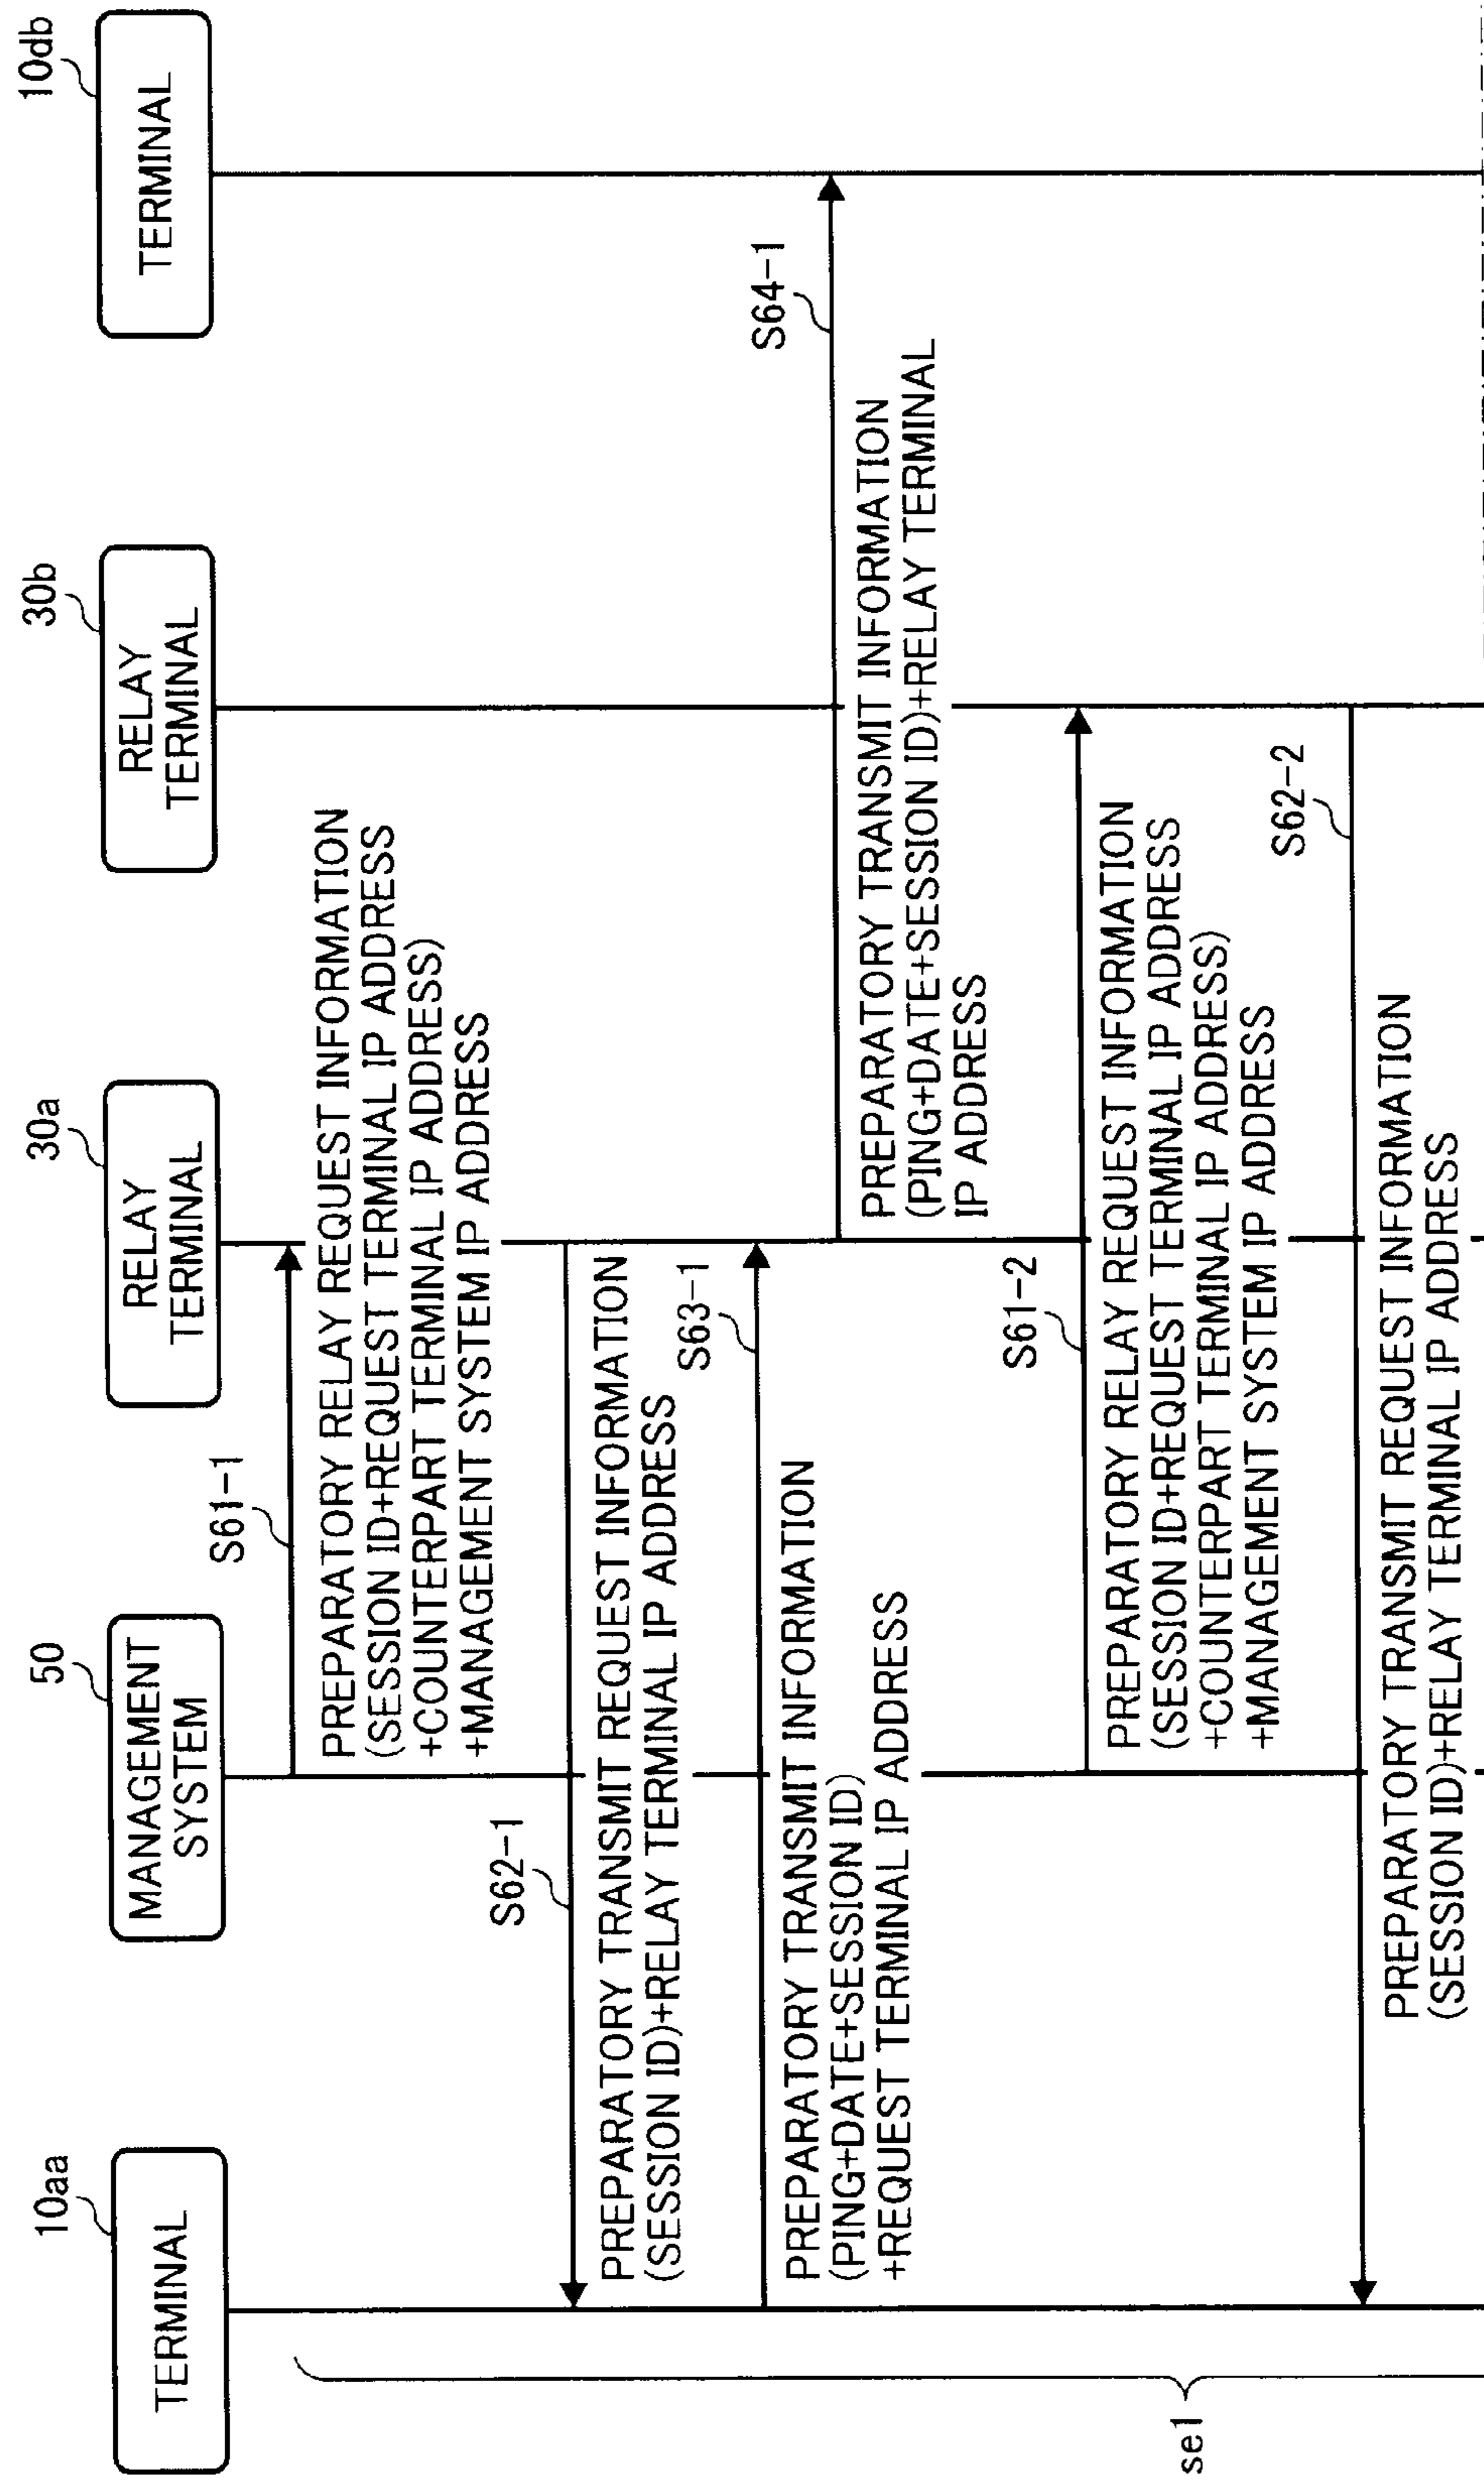 10aa
TERMINAL
50
MANAGEMENT
SYSTEM
30a
RELAY
TERMINAL
30b
RELAY
TERMINAL
10db
TERMINAL
S61-1
PREPARATORY RELAY REQUEST INFORMATION
(SESSION ID+REQUEST TERMINAL IP ADDRESS
+COUNTERPART TERMINAL IP ADDRESS)
+MANAGEMENT SYSTEM IP ADDRESS
S62-1
PREPARATORY TRANSMIT REQUEST INFORMATION
(SESSION ID)+RELAY TERMINAL IP ADDRESS
S63-1
PREPARATORY TRANSMIT INFORMATION
(PING+DATE+SESSION ID)
+REQUEST TERMINAL IP ADDRESS
S64-1
PREPARATORY TRANSMIT INFORMATION
(PING+DATE+SESSION ID)+RELAY TERMINAL
IP ADDRESS
S61-2
PREPARATORY RELAY REQUEST INFORMATION
(SESSION ID+REQUEST TERMINAL IP ADDRESS
+COUNTERPART TERMINAL IP ADDRESS)
+MANAGEMENT SYSTEM IP ADDRESS
S62-2
PREPARATORY TRANSMIT REQUEST INFORMATION
(SESSION ID)+RELAY TERMINAL IP ADDRESS
se1